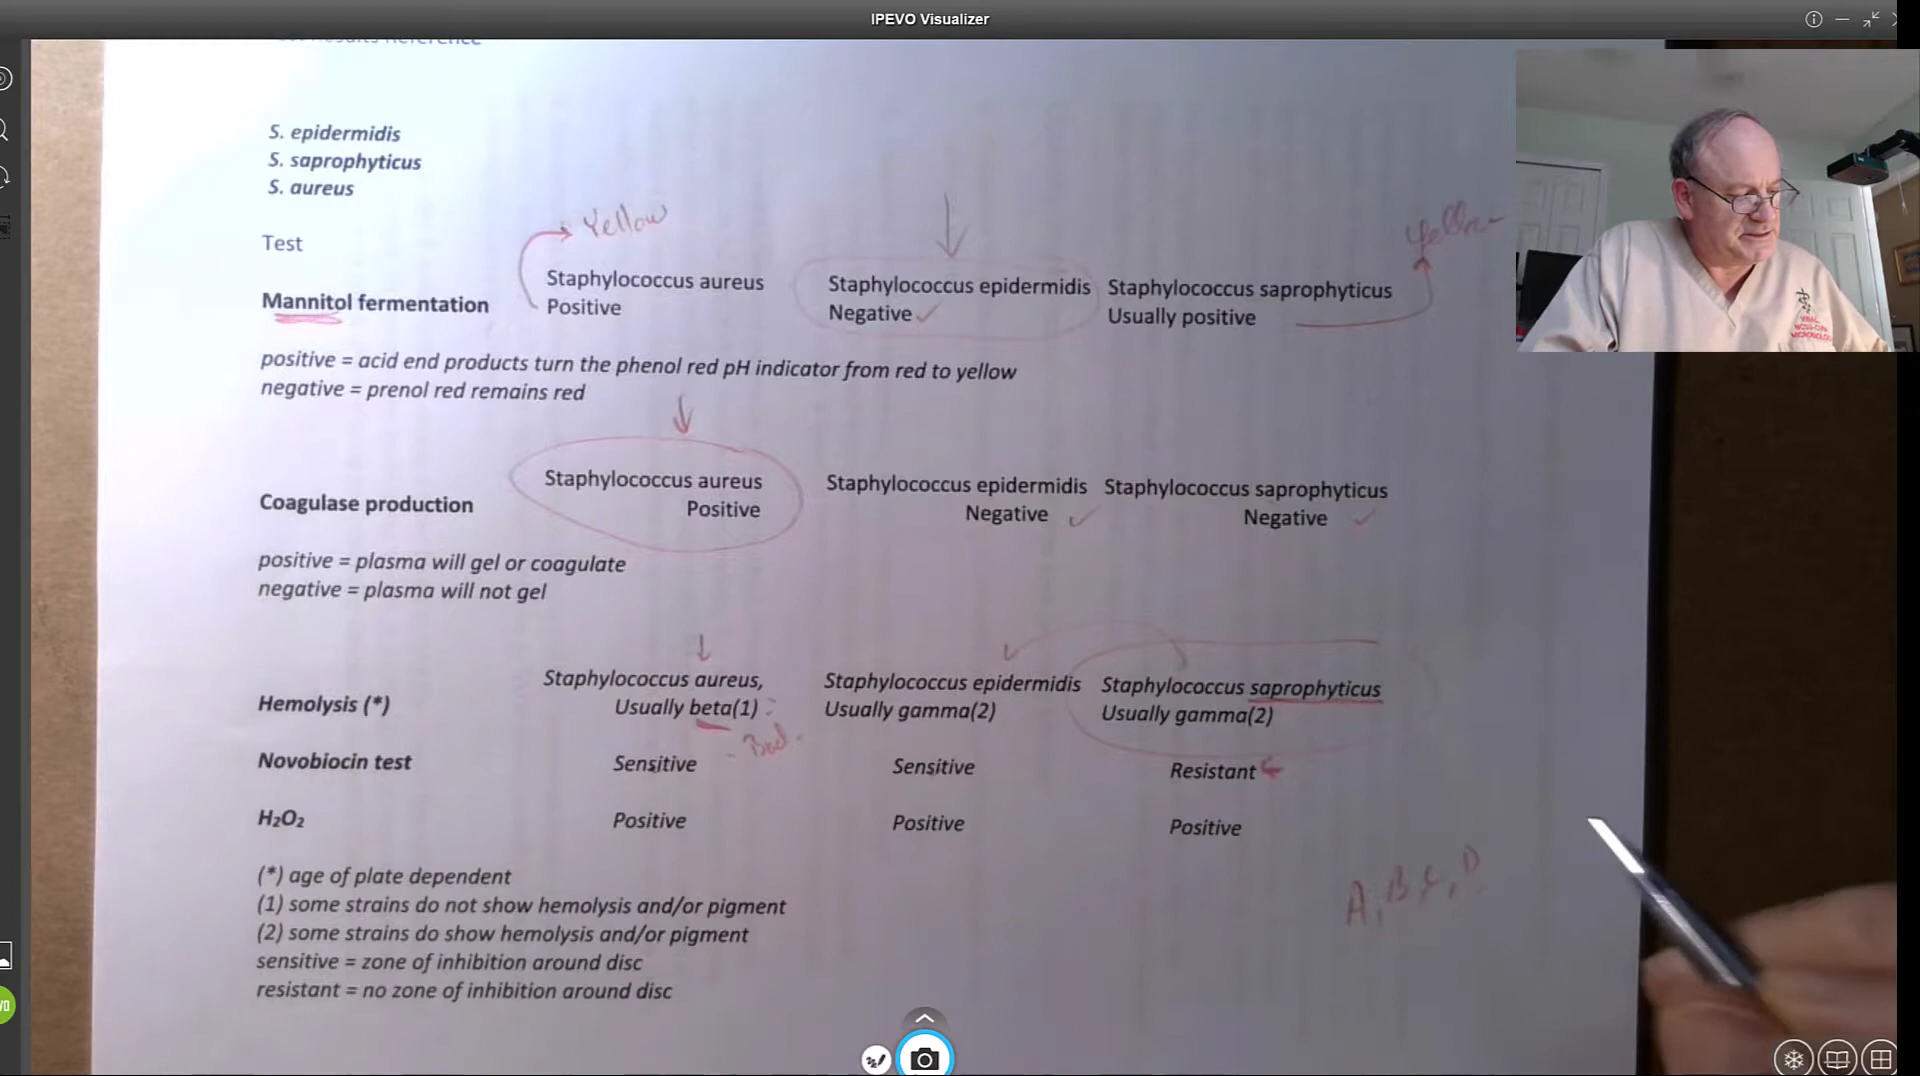 IPEVO Visualizer
Results Reference
S. epidermidis
S. saprophyticus
S. aureus
Test
Yellow
Yellow
Mannitol fermentation
Staphylococcus aureus
Positive
Staphylococcus epidermidis
Negative
Staphylococcus saprophyticus
Usually positive
positive = acid end products turn the phenol red pH indicator from red to yellow
negative = prenol red remains red
Coagulase production
Staphylococcus aureus
Positive
Staphylococcus epidermidis
Negative
Staphylococcus saprophyticus
Negative
positive = plasma will gel or coagulate
negative = plasma will not gel
Hemolysis (*)
Staphylococcus aureus,
Usually beta(1)
Staphylococcus epidermidis
Usually gamma(2)
Staphylococcus saprophyticus
Usually gamma(2)
Bad
Novobiocin test Sensitive Sensitive Resistant
H₂O₂ Positive Positive Positive
A, B, C, D
(*) age of plate dependent
(1) some strains do not show hemolysis and/or pigment
(2) some strains do show hemolysis and/or pigment
sensitive = zone of inhibition around disc
resistant = no zone of inhibition around disc